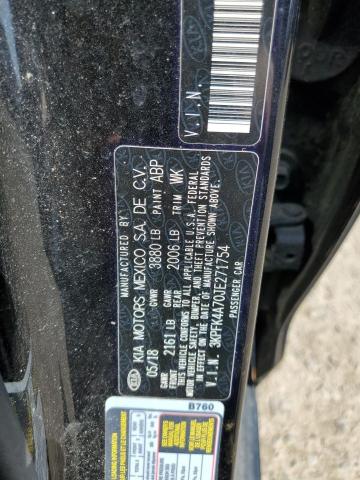 MANUFACTURED BY
KIA MOTORS MEXICO S.A. DE C.V.
05/18 GVWR 3880 LB PAINT ABP
GAWR FRT 2161 LB GAWR REAR 2006 LB TRIM WK
THIS VEHICLE CONFORMS TO ALL APPLICABLE U.S.A. FEDERAL
MOTOR VEHICLE SAFETY, BUMPER, AND THEFT PREVENTION STANDARDS
IN EFFECT ON THE DATE OF MANUFACTURE SHOWN ABOVE.
V.I.N. 3KPFK4A70JE271754
PASSENGER CAR
V.I.N.
KIA
B760